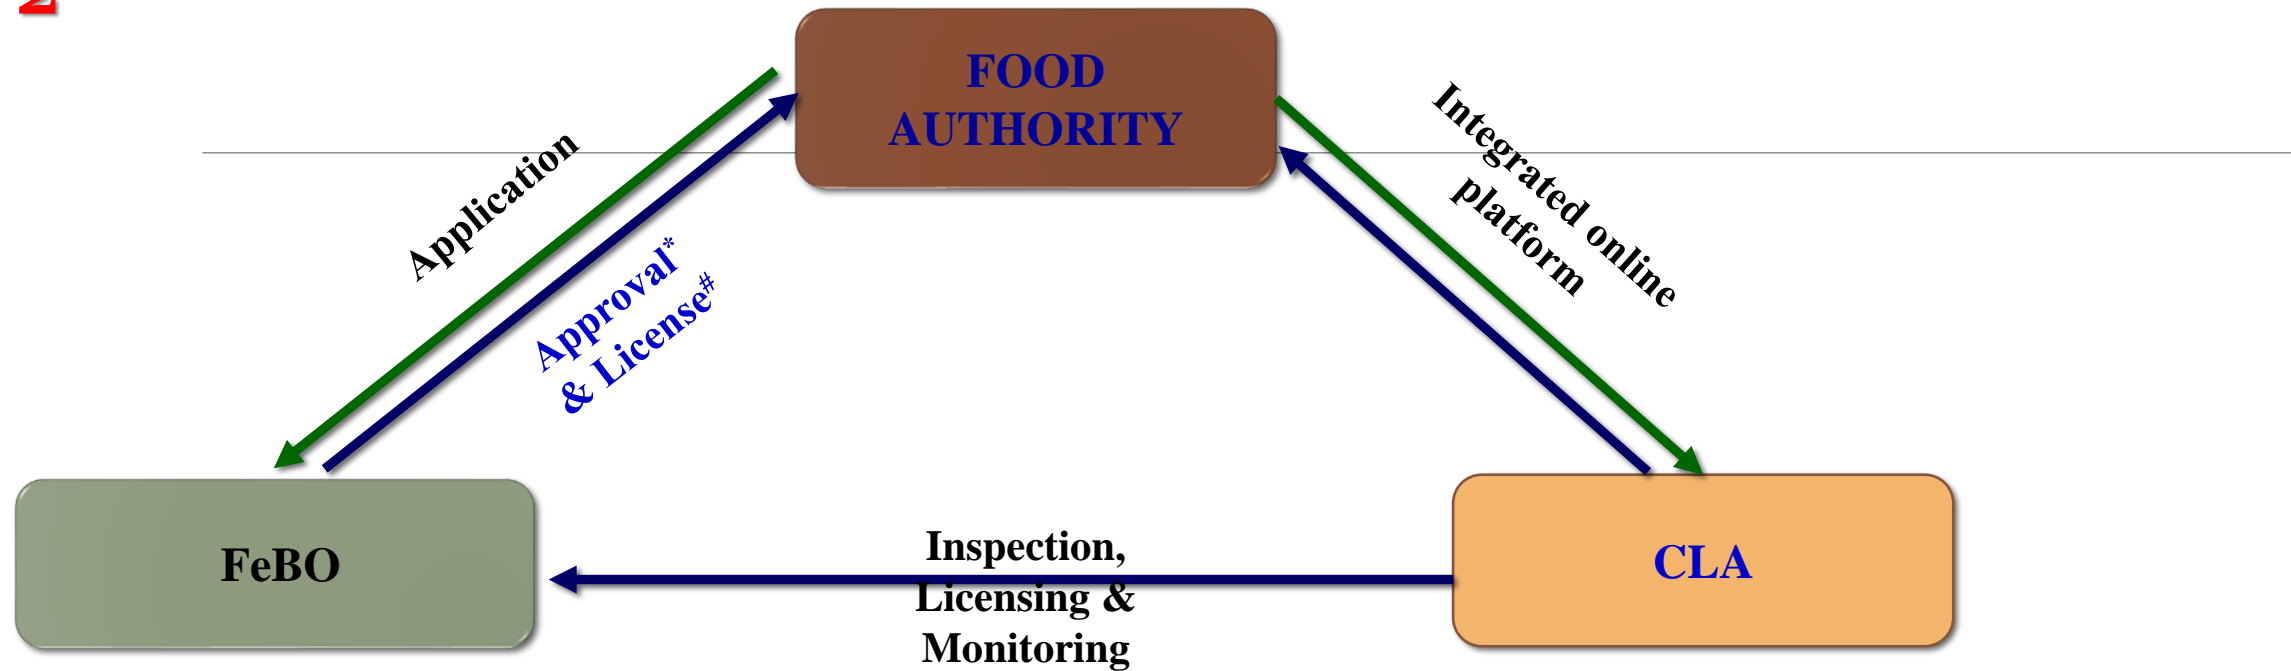 FOOD
AUTHORITY
Application
Approval*
& License#
Integrated online
platform
FeBO
Inspection,
Licensing &
Monitoring
CLA